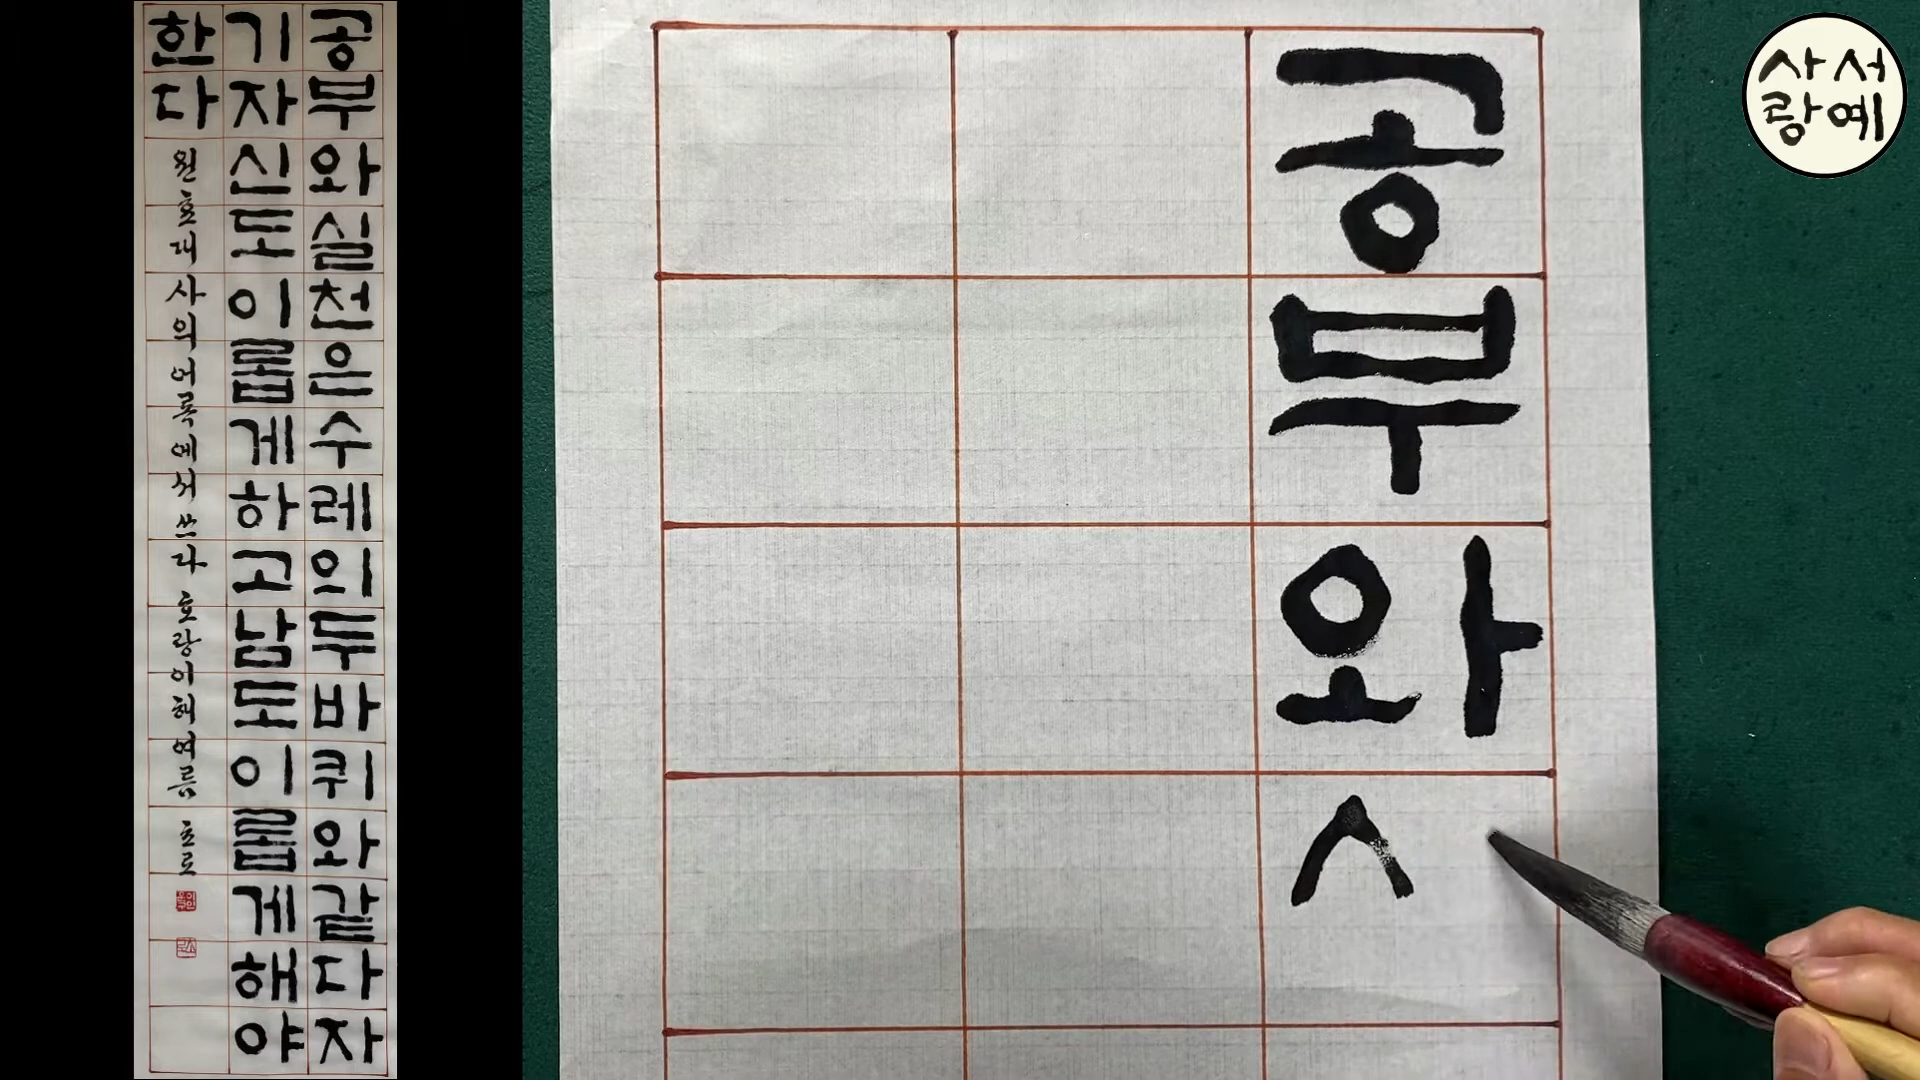 공부와실천은수레의두바퀴와같다자
기자신도이롭게하고남도이롭게해야
한다
원효대사의어록에서쓰다 호랑이해여름 초로
공부와ㅅ
서예
사랑